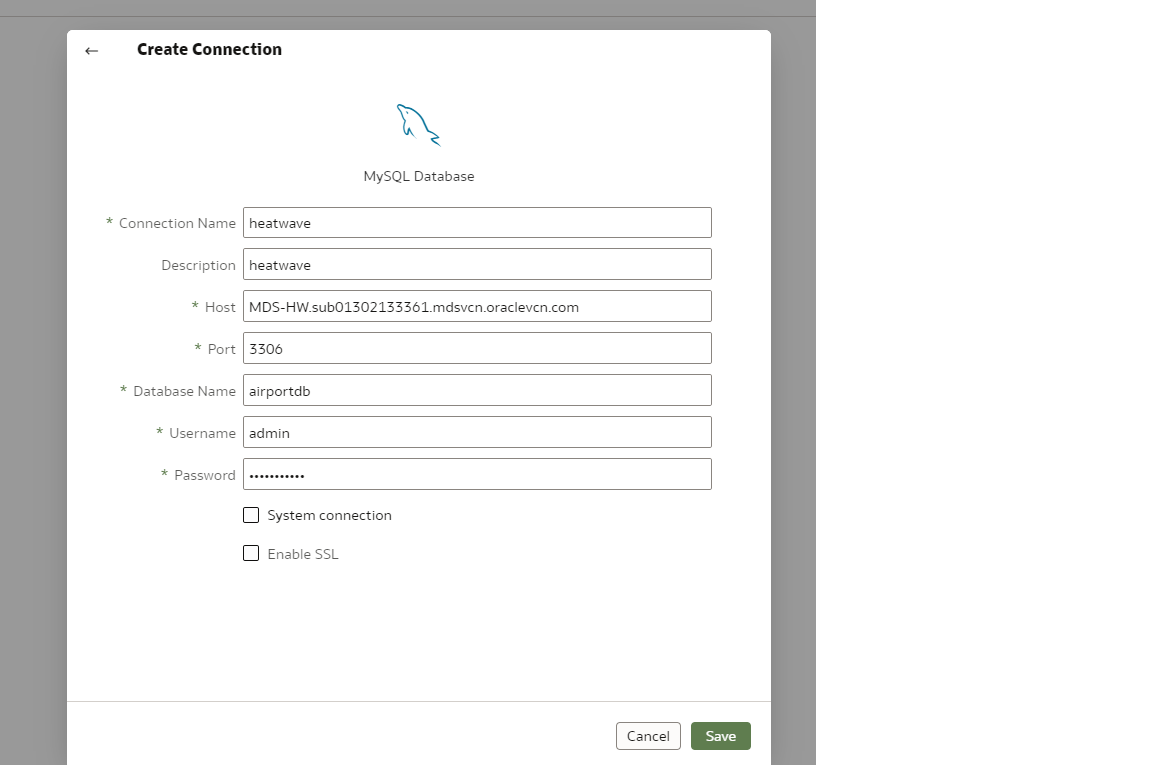 ← Create Connection
MySQL Database
* Connection Name heatwave
Description heatwave
* Host MDS-HW.sub01302133361.mdsvcn.oraclevcn.com
* Port 3306
* Database Name airportdb
* Username admin
* Password •••••••••••
System connection
Enable SSL
Cancel Save